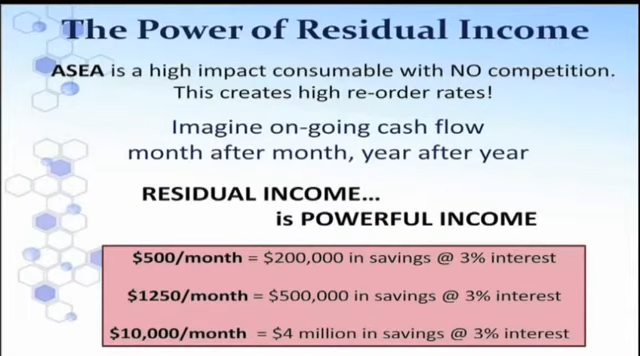 The Power of Residual Income
ASEA is a high impact consumable with NO competition.
This creates high re-order rates!
Imagine on-going cash flow
month after month, year after year
RESIDUAL INCOME...
is POWERFUL INCOME
$500/month = $200,000 in savings @ 3% interest
$1250/month = $500,000 in savings @ 3% interest
$10,000/month = $4 million in savings @ 3% interest